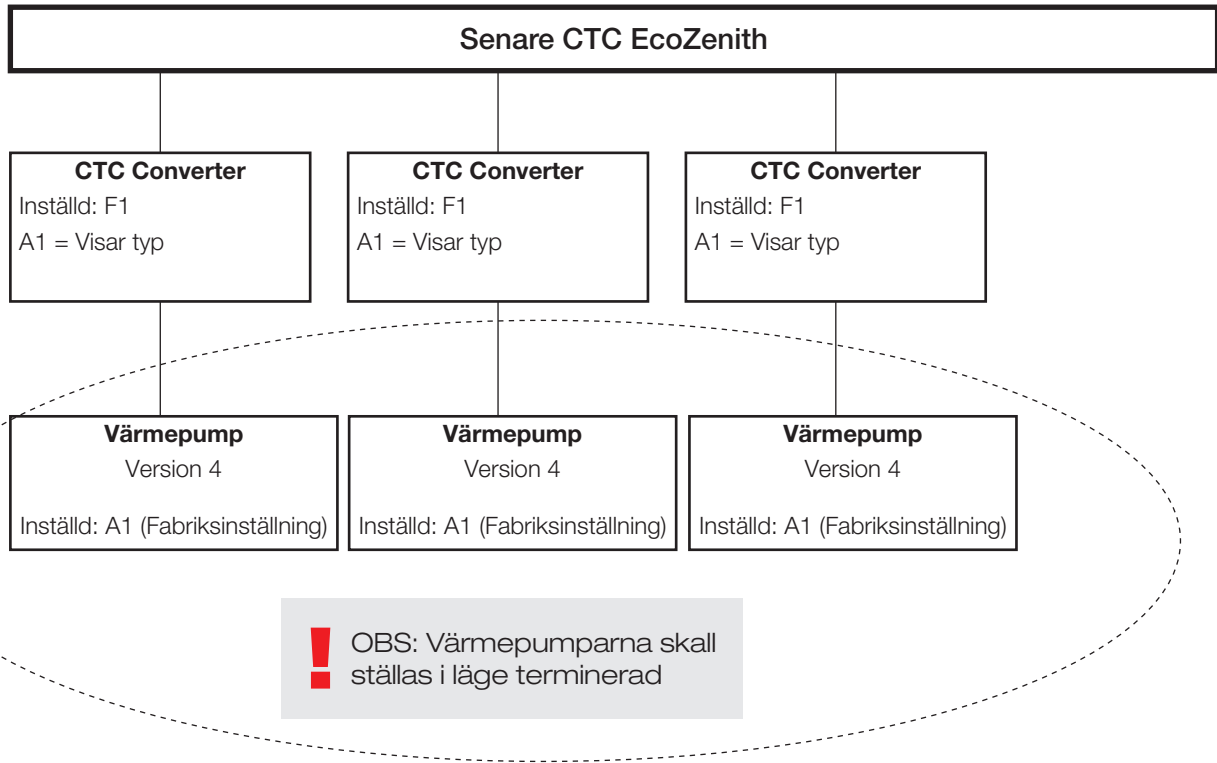 Senare CTC EcoZenith
CTC Converter
Inställd: F1
A1 = Visar typ
CTC Converter
Inställd: F1
A1 = Visar typ
CTC Converter
Inställd: F1
A1 = Visar typ
Värmepump
Version 4
Inställd: A1 (Fabriksinställning)
Värmepump
Version 4
Inställd: A1 (Fabriksinställning)
Värmepump
Version 4
Inställd: A1 (Fabriksinställning)
! OBS: Värmepumparna skall
ställas i läge terminerad